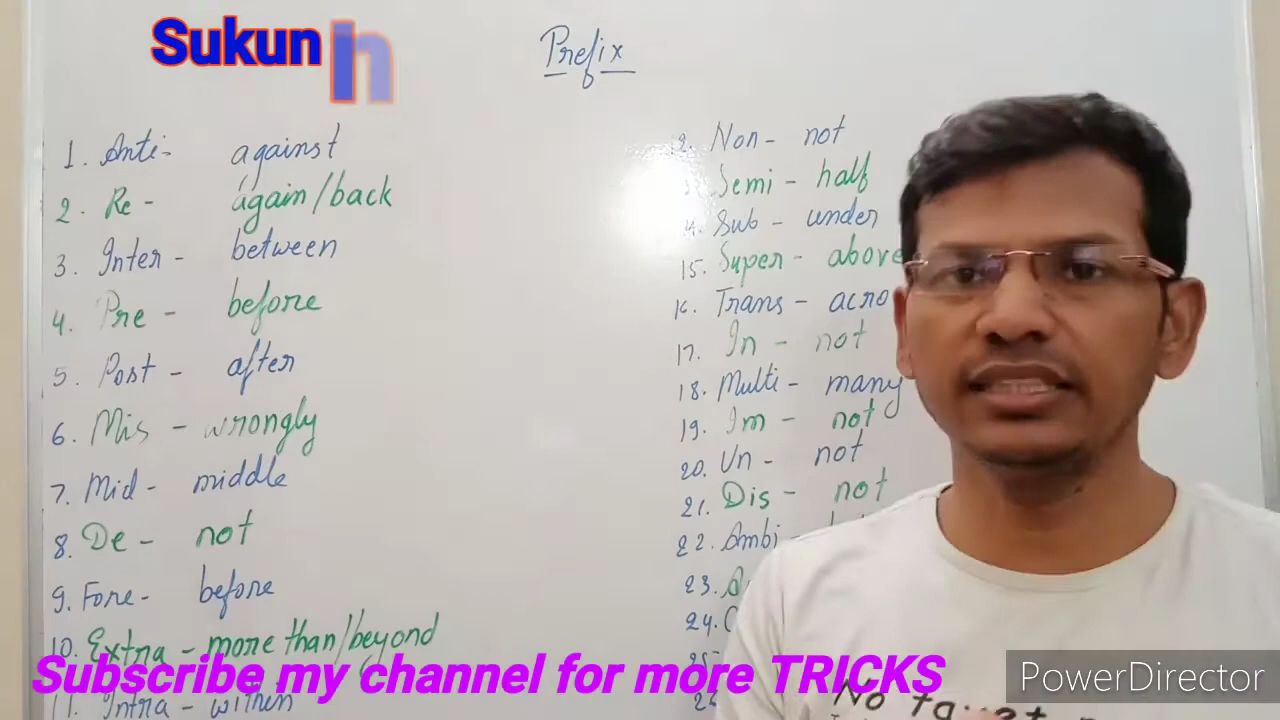 Sukun h
Prefix
1. Anti- against
2. Re - again/back
3. Inter - between
4. Pre - before
5. Post - after
6. Mis - wrongly
7. Mid - middle
8. De - not
9. Fore- before
10. Extra - more than/beyond
11. Intra - within
12. Non - not
Semi - half
14. Sub - under
15. Super - above
16. Trans - acro
17. In - not
18. Multi - many
19. Im - not
20. Un - not
21. Dis - not
22. Ambi -
23.
24.
25
Subscribe my channel for more TRICKS
PowerDirector
No